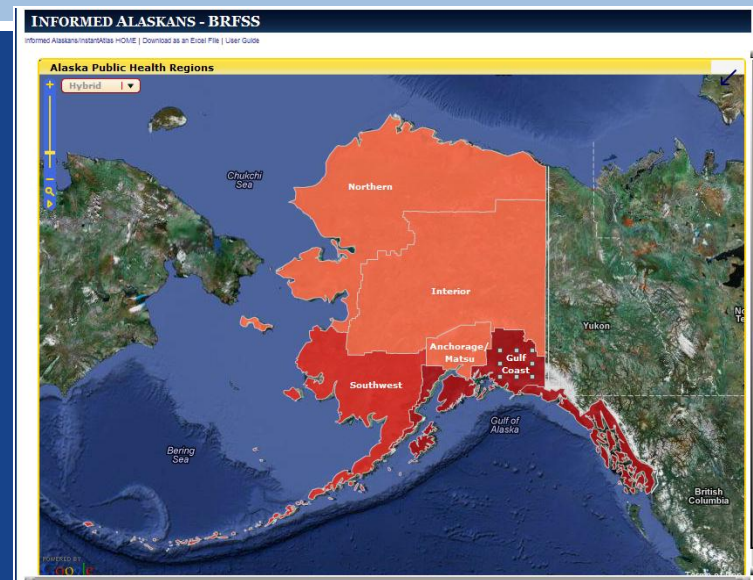 INFORMED ALASKANS - BRFSS
Informed Alaskans/InstantAtlas HOME | Download as an Excel File | User Guide
Alaska Public Health Regions
Hybrid
Chukchi
Sea
Northern
Interior
Yukon
Anchorage/
Matsu
Gulf
Coast
Southwest
Gulf of
Alaska
Bering
Sea
British
Columbia
POWERED BY
Google